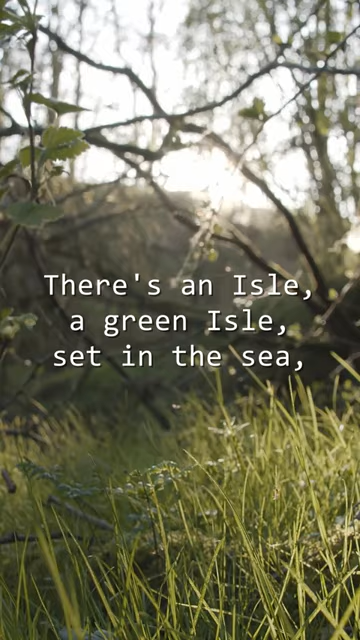 There's an Isle,
a green Isle,
set in the sea,